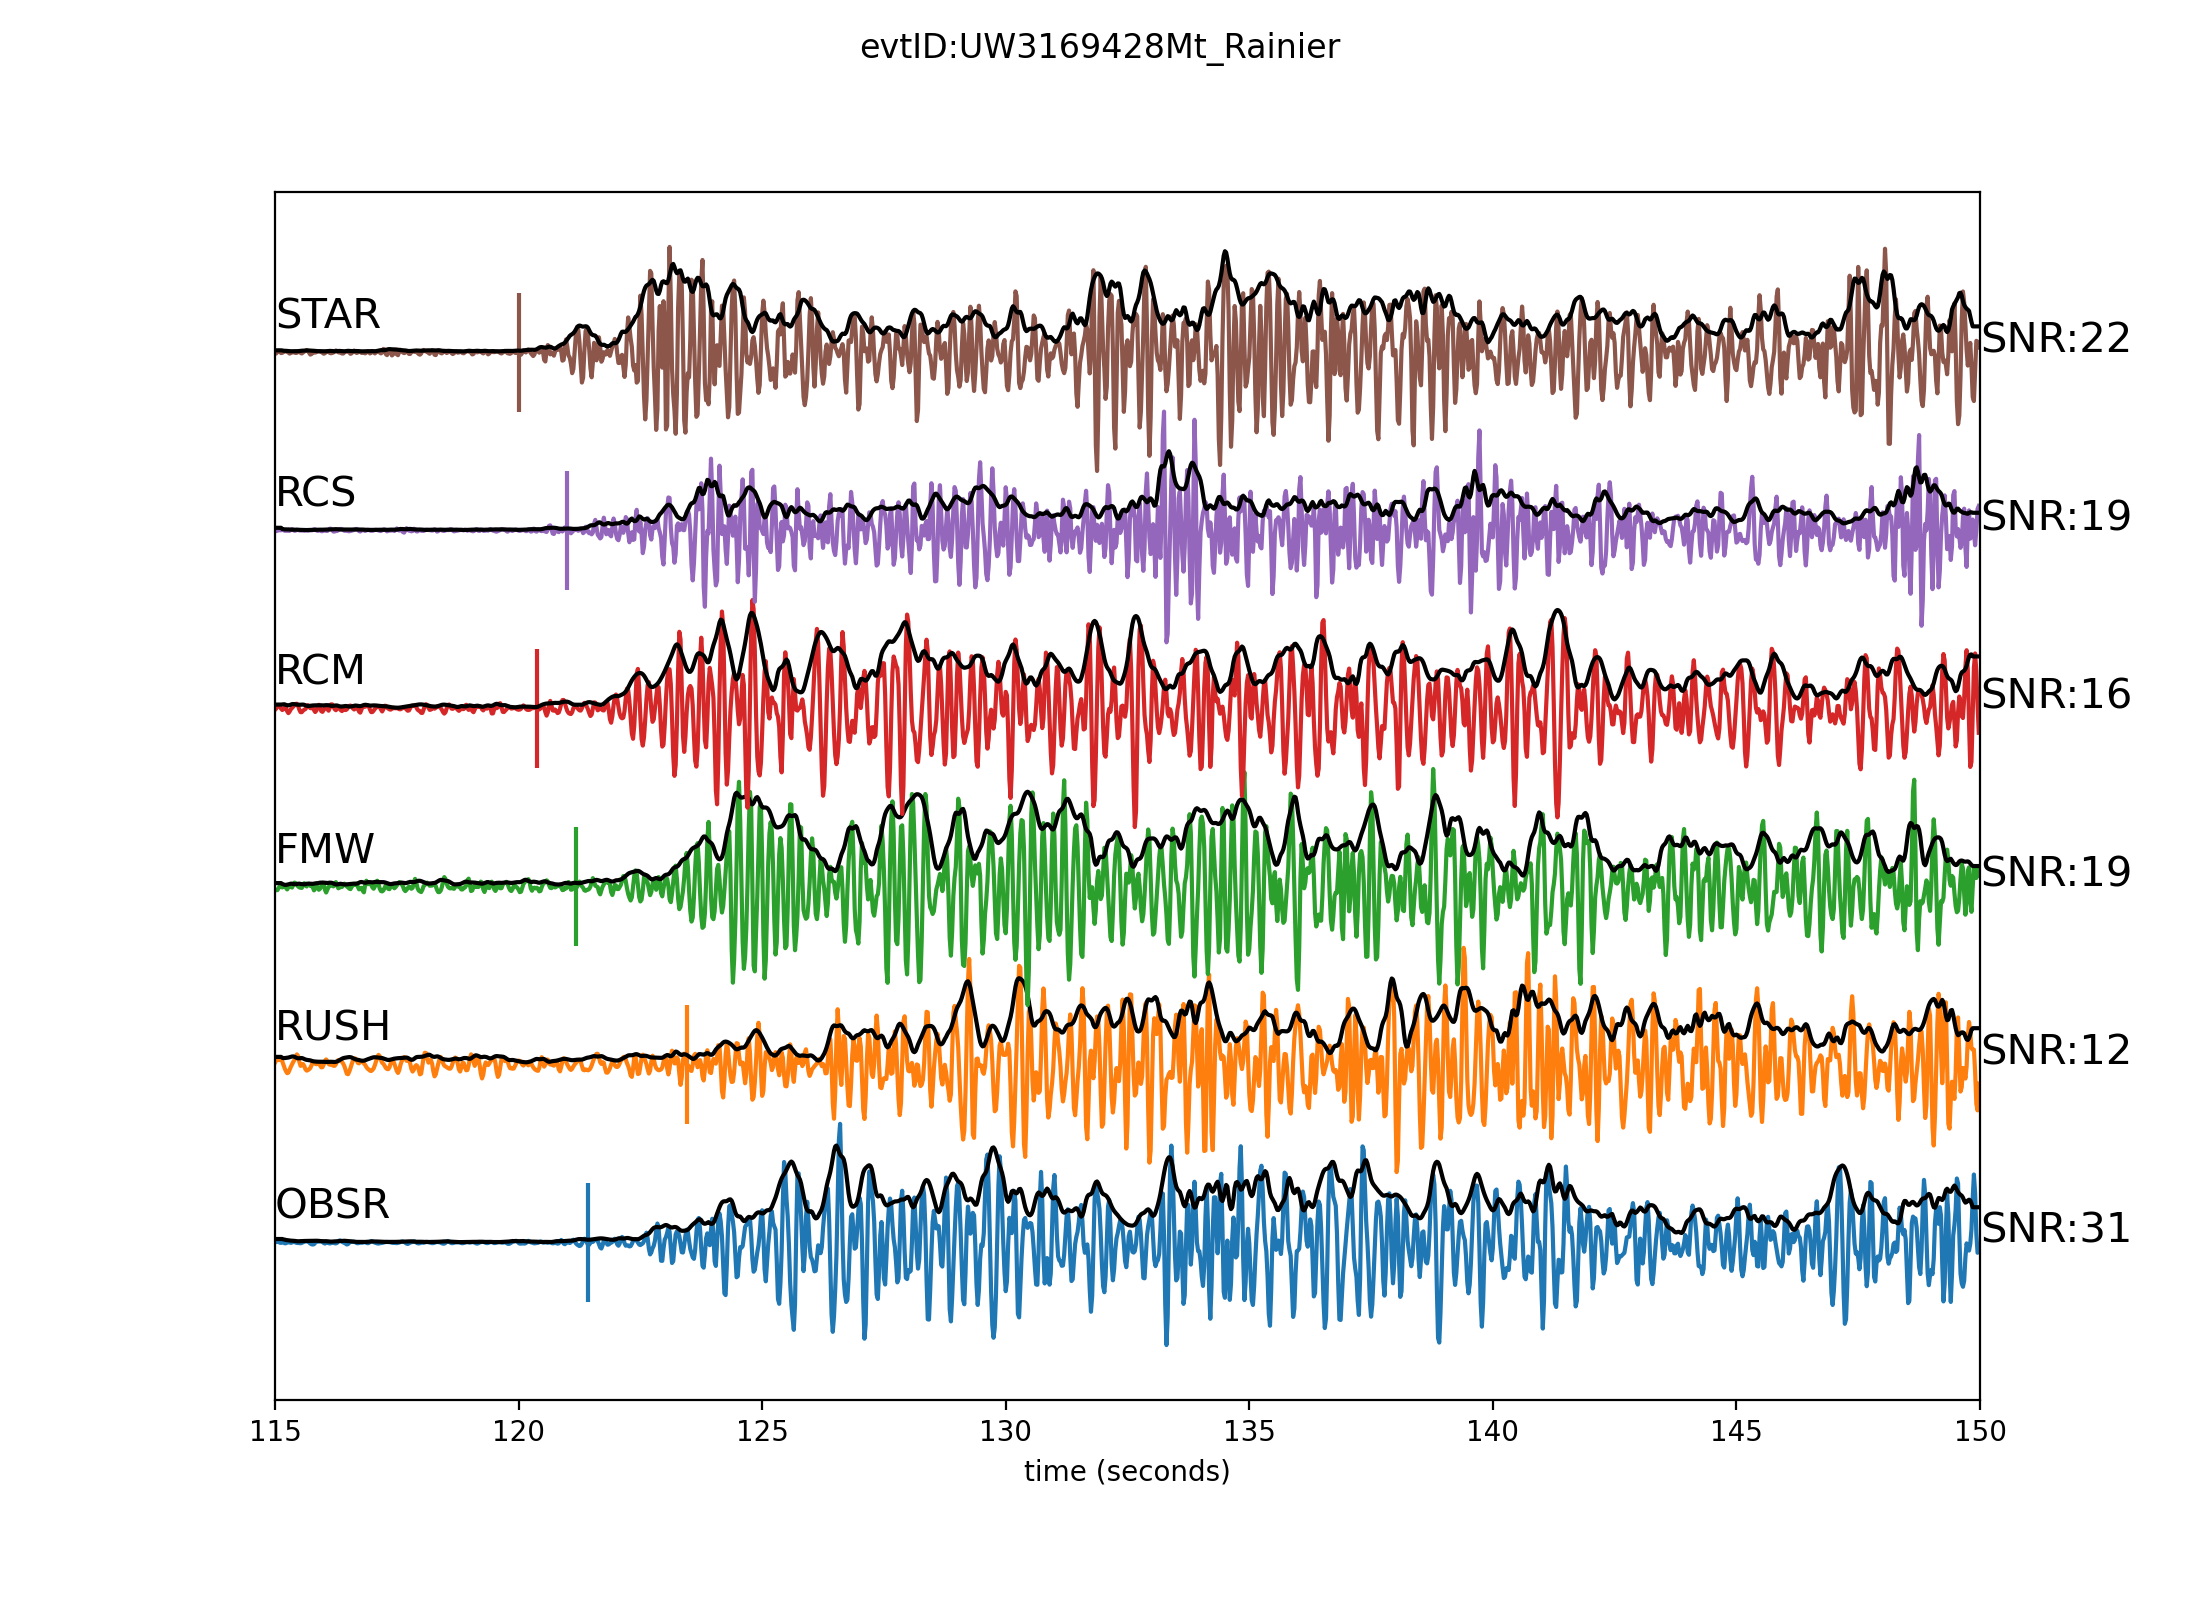 evtID:UW3169428Mt_Rainier
STAR
SNR:22
RCS
SNR:19
RCM
SNR:16
FMW
SNR:19
RUSH
SNR:12
OBSR
SNR:31
115 120 125 130 135 140 145 150
time (seconds)